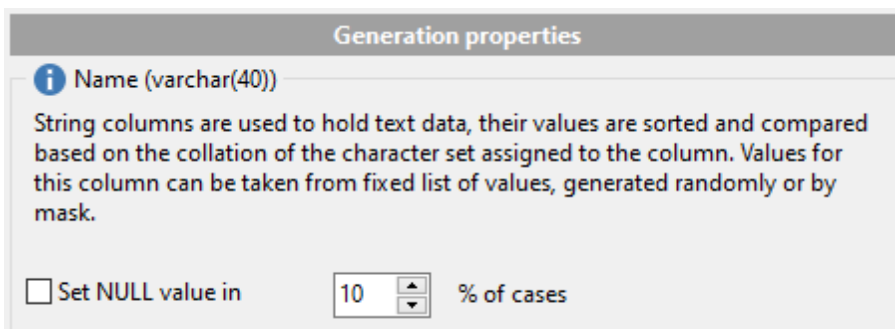 Generation properties
Name (varchar(40))
String columns are used to hold text data, their values are sorted and compared
based on the collation of the character set assigned to the column. Values for
this column can be taken from fixed list of values, generated randomly or by
mask.
Set NULL value in 10 % of cases